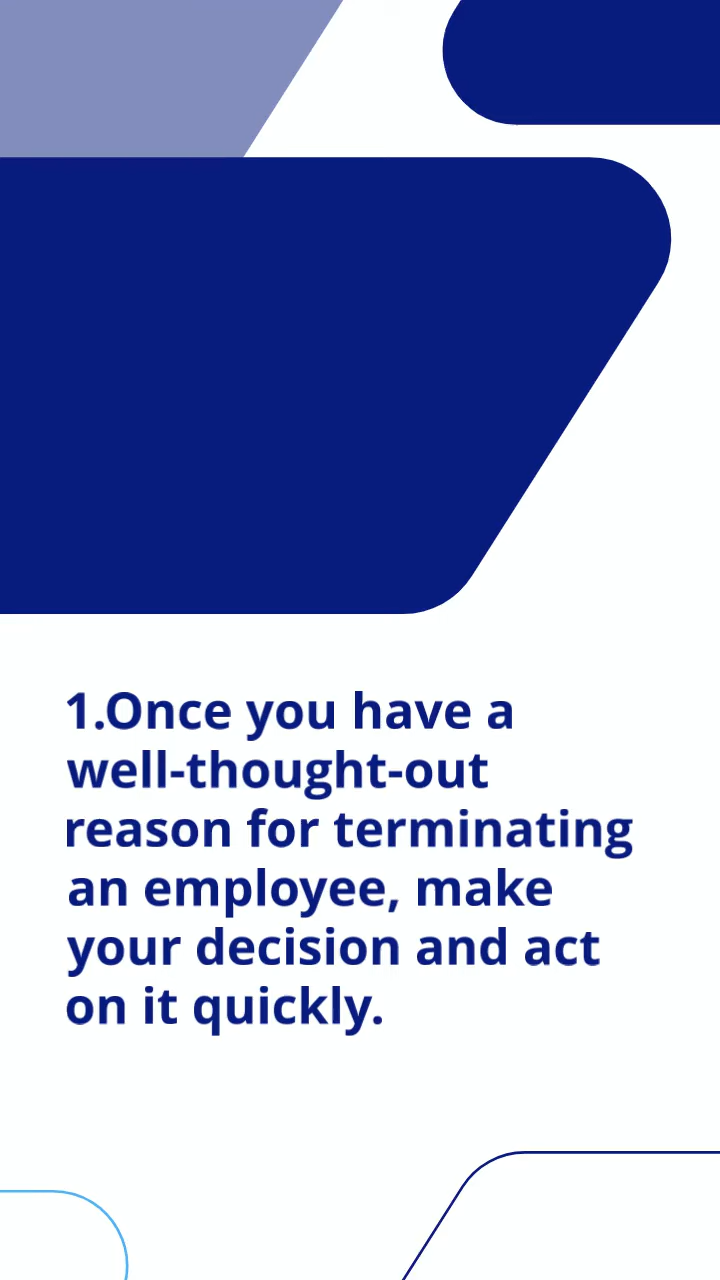 1.Once you have a
well-thought-out
reason for terminating
an employee, make
your decision and act
on it quickly.